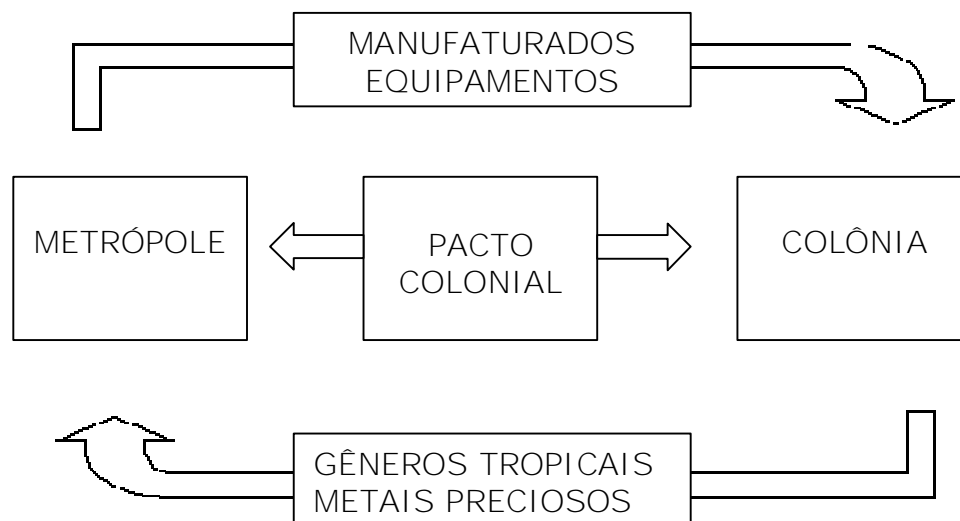 MANUFATURADOS
EQUIPAMENTOS
METRÓPOLE
PACTO
COLONIAL
COLÔNIA
GÊNEROS TROPICAIS
METAIS PRECIOSOS